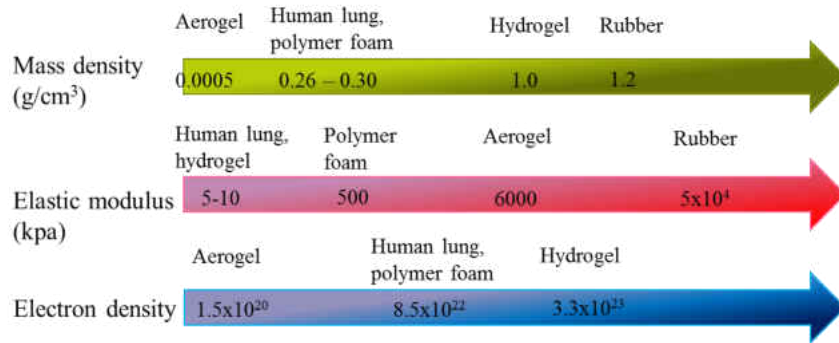 Aerogel Human lung, polymer foam Hydrogel Rubber
Mass density (g/cm³)
0.0005 0.26 – 0.30 1.0 1.2
Human lung, hydrogel Polymer foam Aerogel Rubber
Elastic modulus (kpa)
5-10 500 6000 5x10⁴
Aerogel Human lung, polymer foam Hydrogel
Electron density
1.5x10²⁰ 8.5x10²² 3.3x10²³